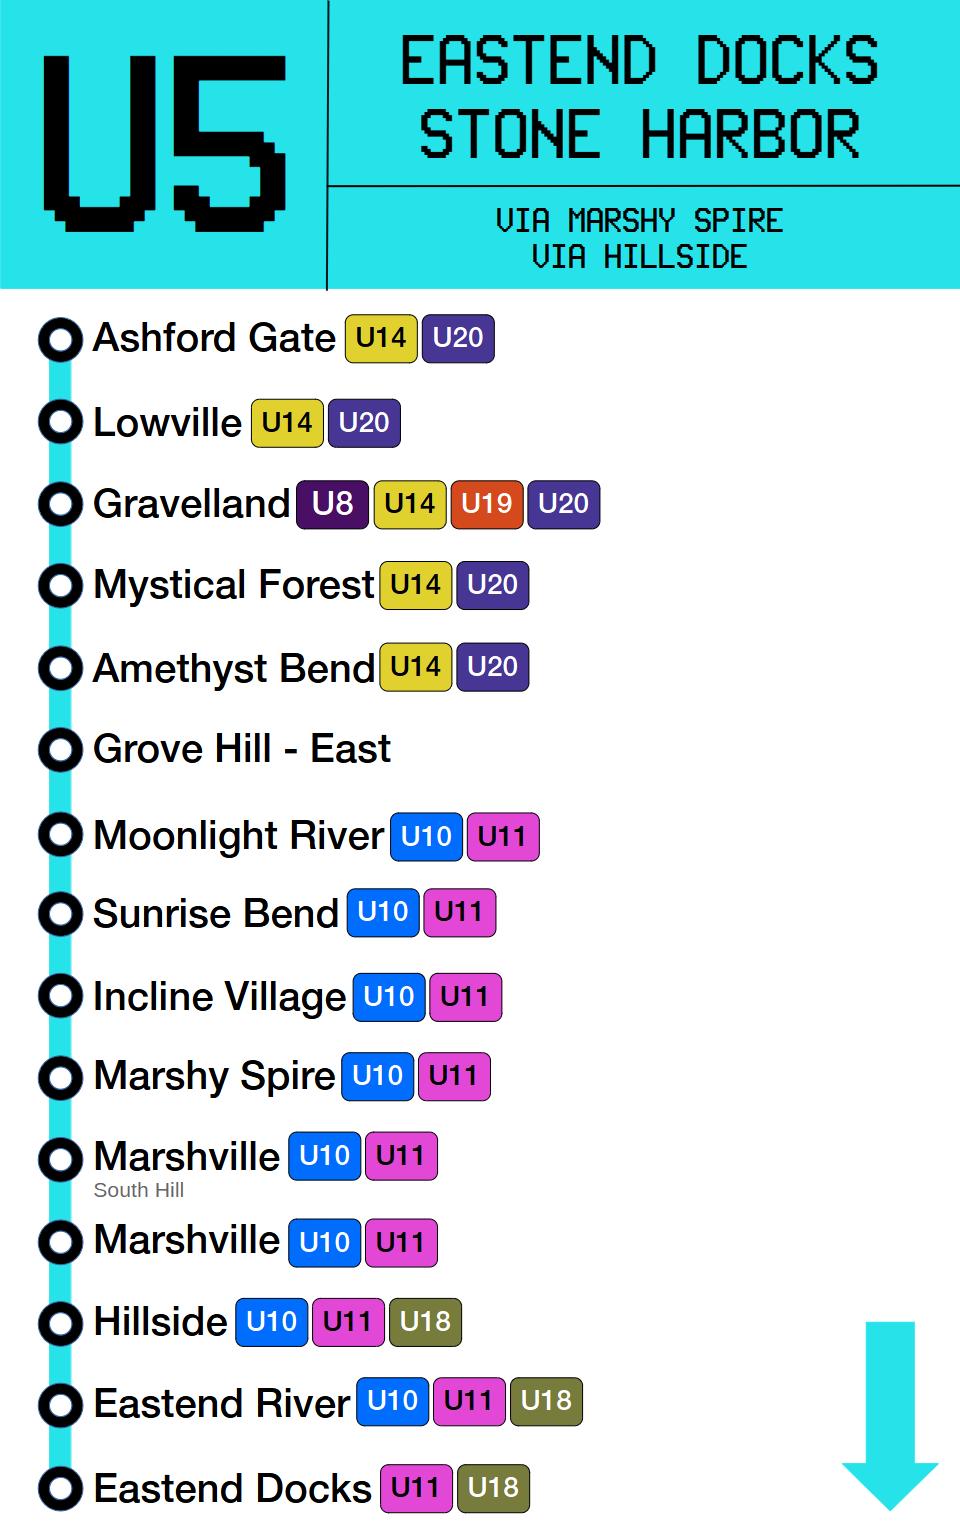 U5
EASTEND DOCKS
STONE HARBOR
VIA MARSHY SPIRE
VIA HILLSIDE
Ashford Gate U14 U20
Lowville U14 U20
Gravelland U8 U14 U19 U20
Mystical Forest U14 U20
Amethyst Bend U14 U20
Grove Hill - East
Moonlight River U10 U11
Sunrise Bend U10 U11
Incline Village U10 U11
Marshy Spire U10 U11
Marshville U10 U11
South Hill
Marshville U10 U11
Hillside U10 U11 U18
Eastend River U10 U11 U18
Eastend Docks U11 U18